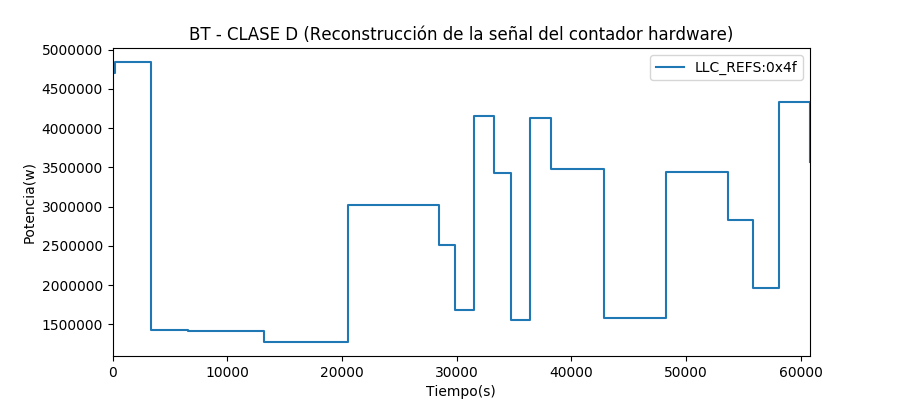 BT - CLASE D (Reconstrucción de la señal del contador hardware)
LLC_REFS:0x4f
Potencia(w)
5000000
4500000
4000000
3500000
3000000
2500000
2000000
1500000
0 10000 20000 30000 40000 50000 60000
Tiempo(s)